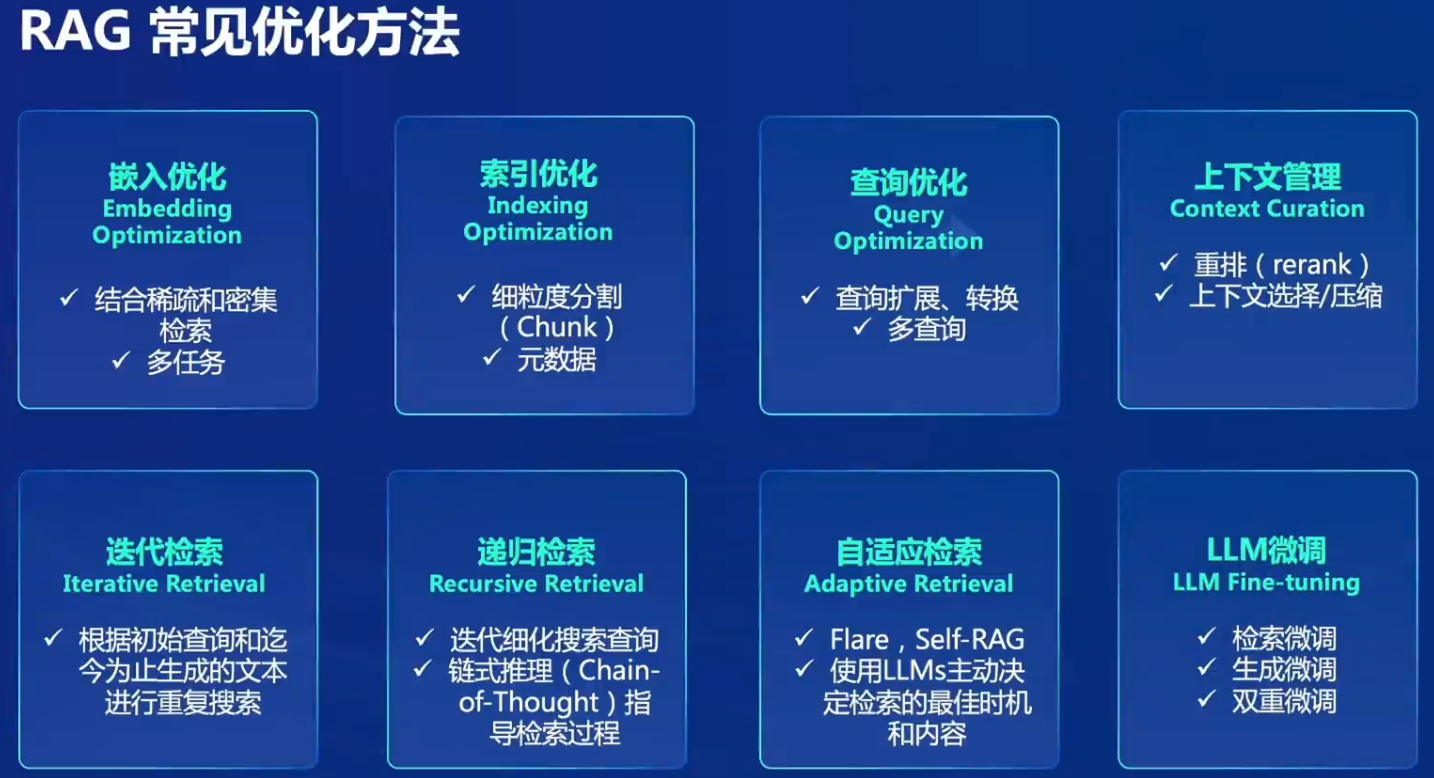 RAG 常见优化方法
嵌入优化
Embedding
Optimization
✓ 结合稀疏和密集
检索
✓ 多任务
索引优化
Indexing
Optimization
✓ 细粒度分割
（Chunk）
✓ 元数据
查询优化
Query
Optimization
✓ 查询扩展、转换
✓ 多查询
上下文管理
Context Curation
✓ 重排（rerank）
✓ 上下文选择/压缩
迭代检索
Iterative Retrieval
✓ 根据初始查询和迄
今为止生成的文本
进行重复搜索
递归检索
Recursive Retrieval
✓ 迭代细化搜索查询
✓ 链式推理（Chain-
of-Thought）指
导检索过程
自适应检索
Adaptive Retrieval
✓ Flare，Self-RAG
✓ 使用LLMs主动决
定检索的最佳时机
和内容
LLM微调
LLM Fine-tuning
✓ 检索微调
✓ 生成微调
✓ 双重微调